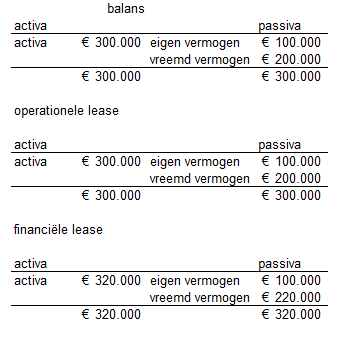 balans
activa passiva
activa € 300.000 eigen vermogen € 100.000
vreemd vermogen € 200.000
€ 300.000 € 300.000
operationele lease
activa passiva
activa € 300.000 eigen vermogen € 100.000
vreemd vermogen € 200.000
€ 300.000 € 300.000
financiële lease
activa passiva
activa € 320.000 eigen vermogen € 100.000
vreemd vermogen € 220.000
€ 320.000 € 320.000